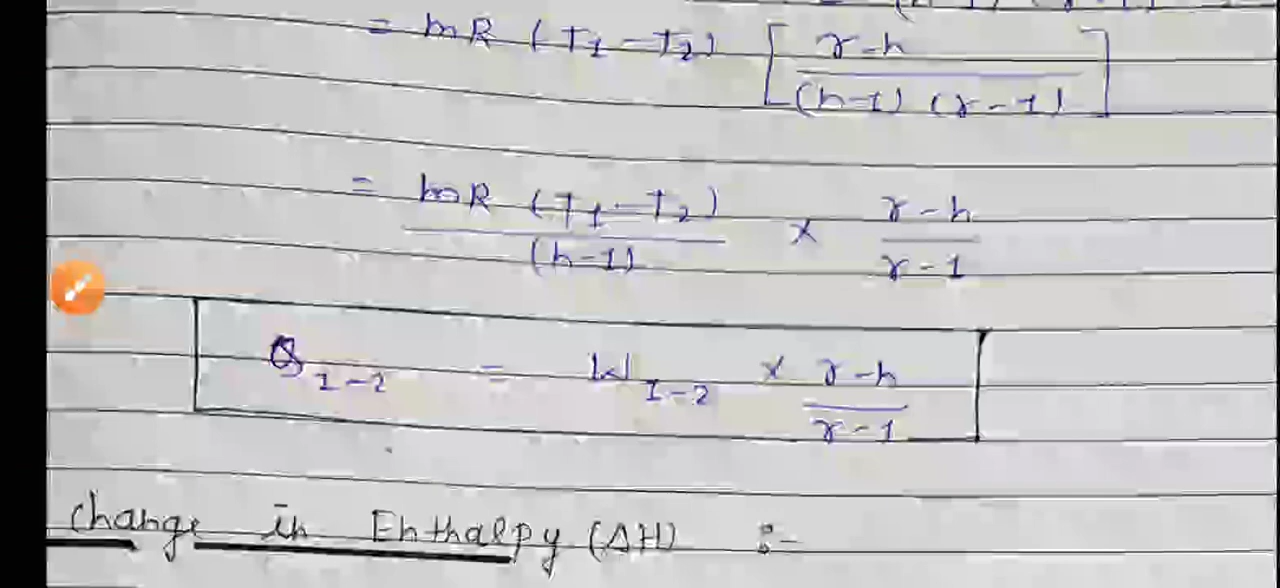 = mR (T1 - T2) [ γ-n / (n-1) (γ-1) ]
= mR (T1 - T2) / (n-1) × γ-n / γ-1
Q1-2 = W1-2 × γ-n / γ-1
Change in Enthalpy (ΔH) :-